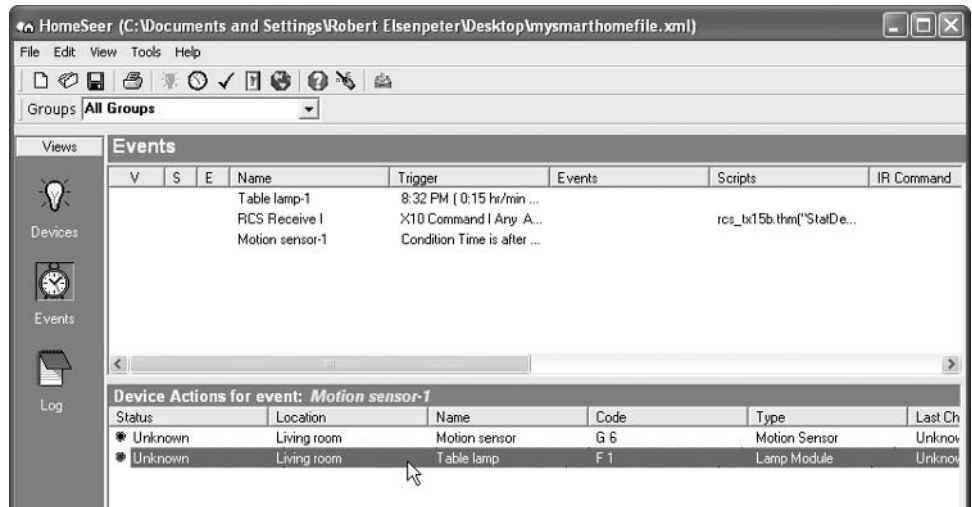 HomeSeer (C:\Documents and Settings\Robert Elsenpeter\Desktop\mysmarthomefile.xml)
File Edit View Tools Help
Groups All Groups
Views Events
V S E Name Trigger Events Scripts IR Command
Table lamp-1 8:32 PM ( 0:15 hr/min ...
RCS Receive I X10 Command I Any A... rcs_tx15b.thm("StatDe...
Motion sensor-1 Condition Time is after ...
Devices
Events
Log
Device Actions for event: Motion sensor-1
Status Location Name Code Type Last Ch
Unknown Living room Motion sensor G 6 Motion Sensor Unknow
Unknown Living room Table lamp F 1 Lamp Module Unknow